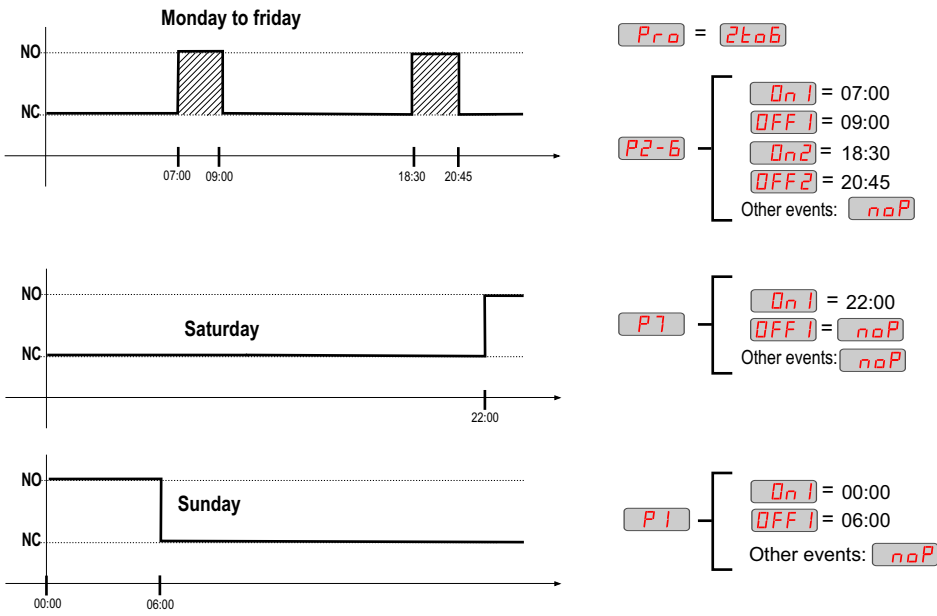 Monday to friday
NO
NC
07:00 09:00 18:30 20:45
Pro = 2to6
P2-6
On1 = 07:00
OFF1 = 09:00
On2 = 18:30
OFF2 = 20:45
Other events: noP
NO
Saturday
NC
22:00
P7
On1 = 22:00
OFF1 = noP
Other events: noP
NO
Sunday
NC
00:00 06:00
P1
On1 = 00:00
OFF1 = 06:00
Other events: noP